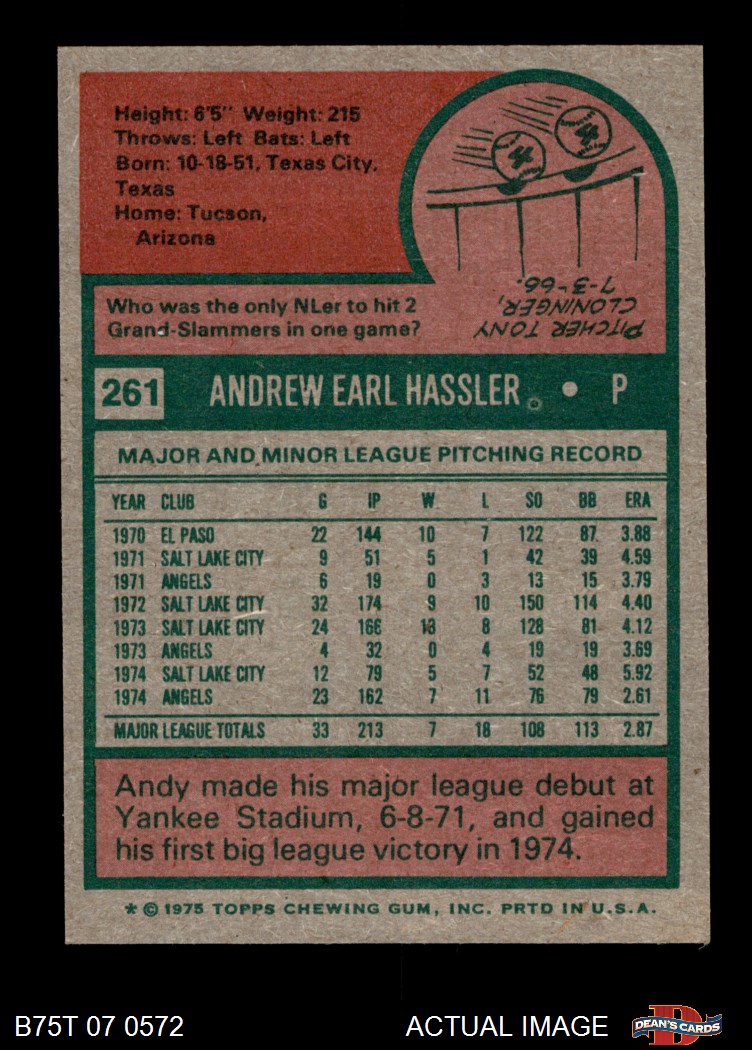 Height: 6'5" Weight: 215
Throws: Left Bats: Left
Born: 10-18-51, Texas City,
Texas
Home: Tucson,
Arizona
Who was the only NLer to hit 2
Grand-Slammers in one game?
PITCHER TONY
CLONINGER,
7-3-66.
261 ANDREW EARL HASSLER • P
MAJOR AND MINOR LEAGUE PITCHING RECORD
YEAR CLUB G IP W L SO BB ERA
1970 EL PASO 22 144 10 7 122 87 3.88
1971 SALT LAKE CITY 9 51 5 1 42 39 4.59
1971 ANGELS 6 19 0 3 13 15 3.79
1972 SALT LAKE CITY 32 174 9 10 150 114 4.40
1973 SALT LAKE CITY 24 166 13 8 128 81 4.12
1973 ANGELS 4 32 0 4 19 19 3.69
1974 SALT LAKE CITY 12 79 5 7 52 48 5.92
1974 ANGELS 23 162 7 11 76 79 2.61
MAJOR LEAGUE TOTALS 33 213 7 18 108 113 2.87
Andy made his major league debut at
Yankee Stadium, 6-8-71, and gained
his first big league victory in 1974.
* © 1975 TOPPS CHEWING GUM, INC. PRTD IN U.S.A.
B75T 07 0572 ACTUAL IMAGE
DEAN'S CARDS